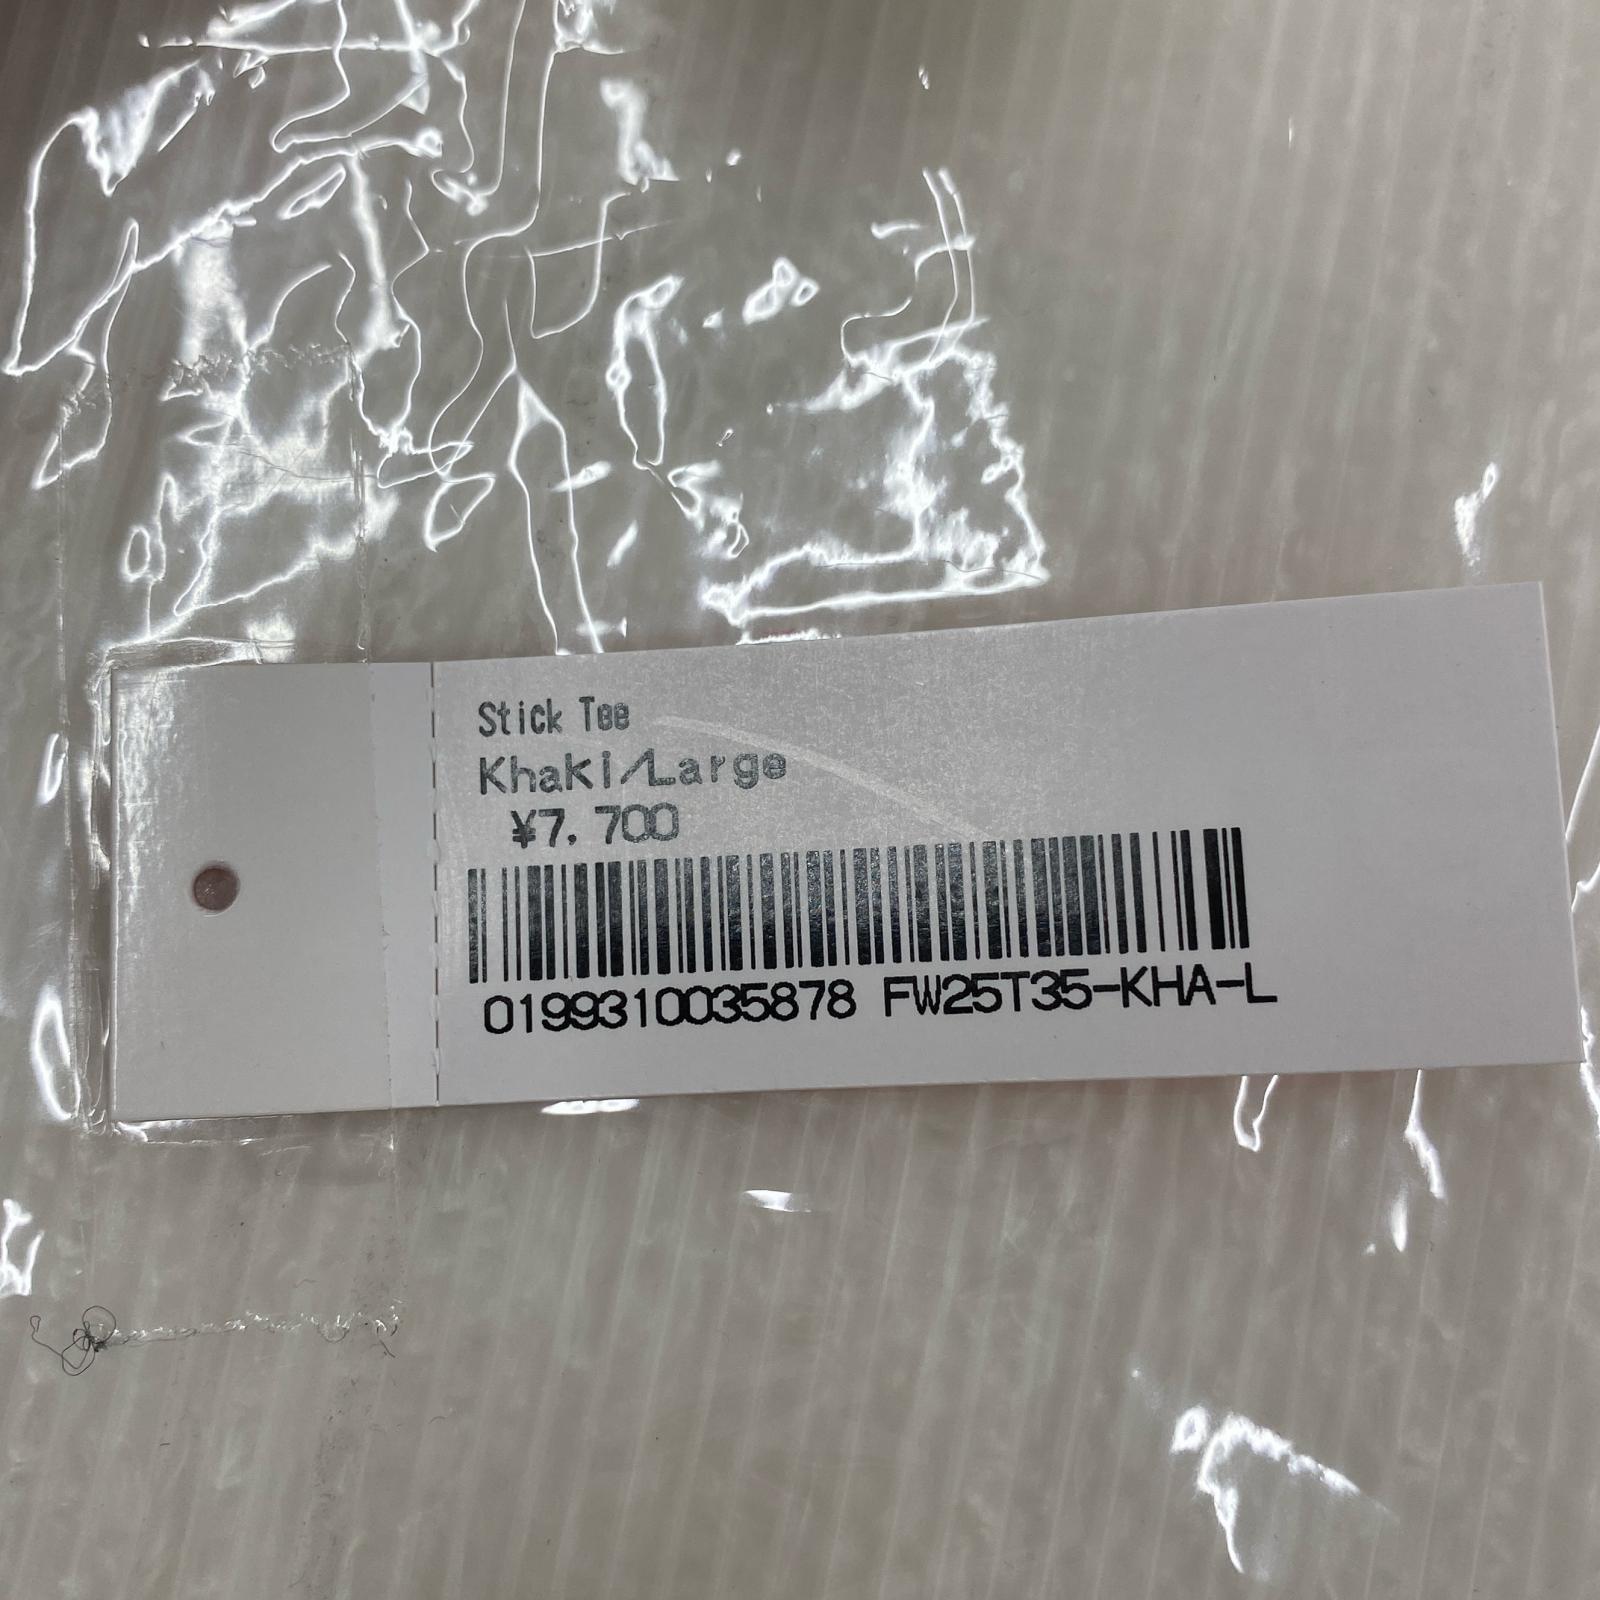 Stick Tee
Khaki/Large
¥7,700
0199310035878 FW25T35-KHA-L